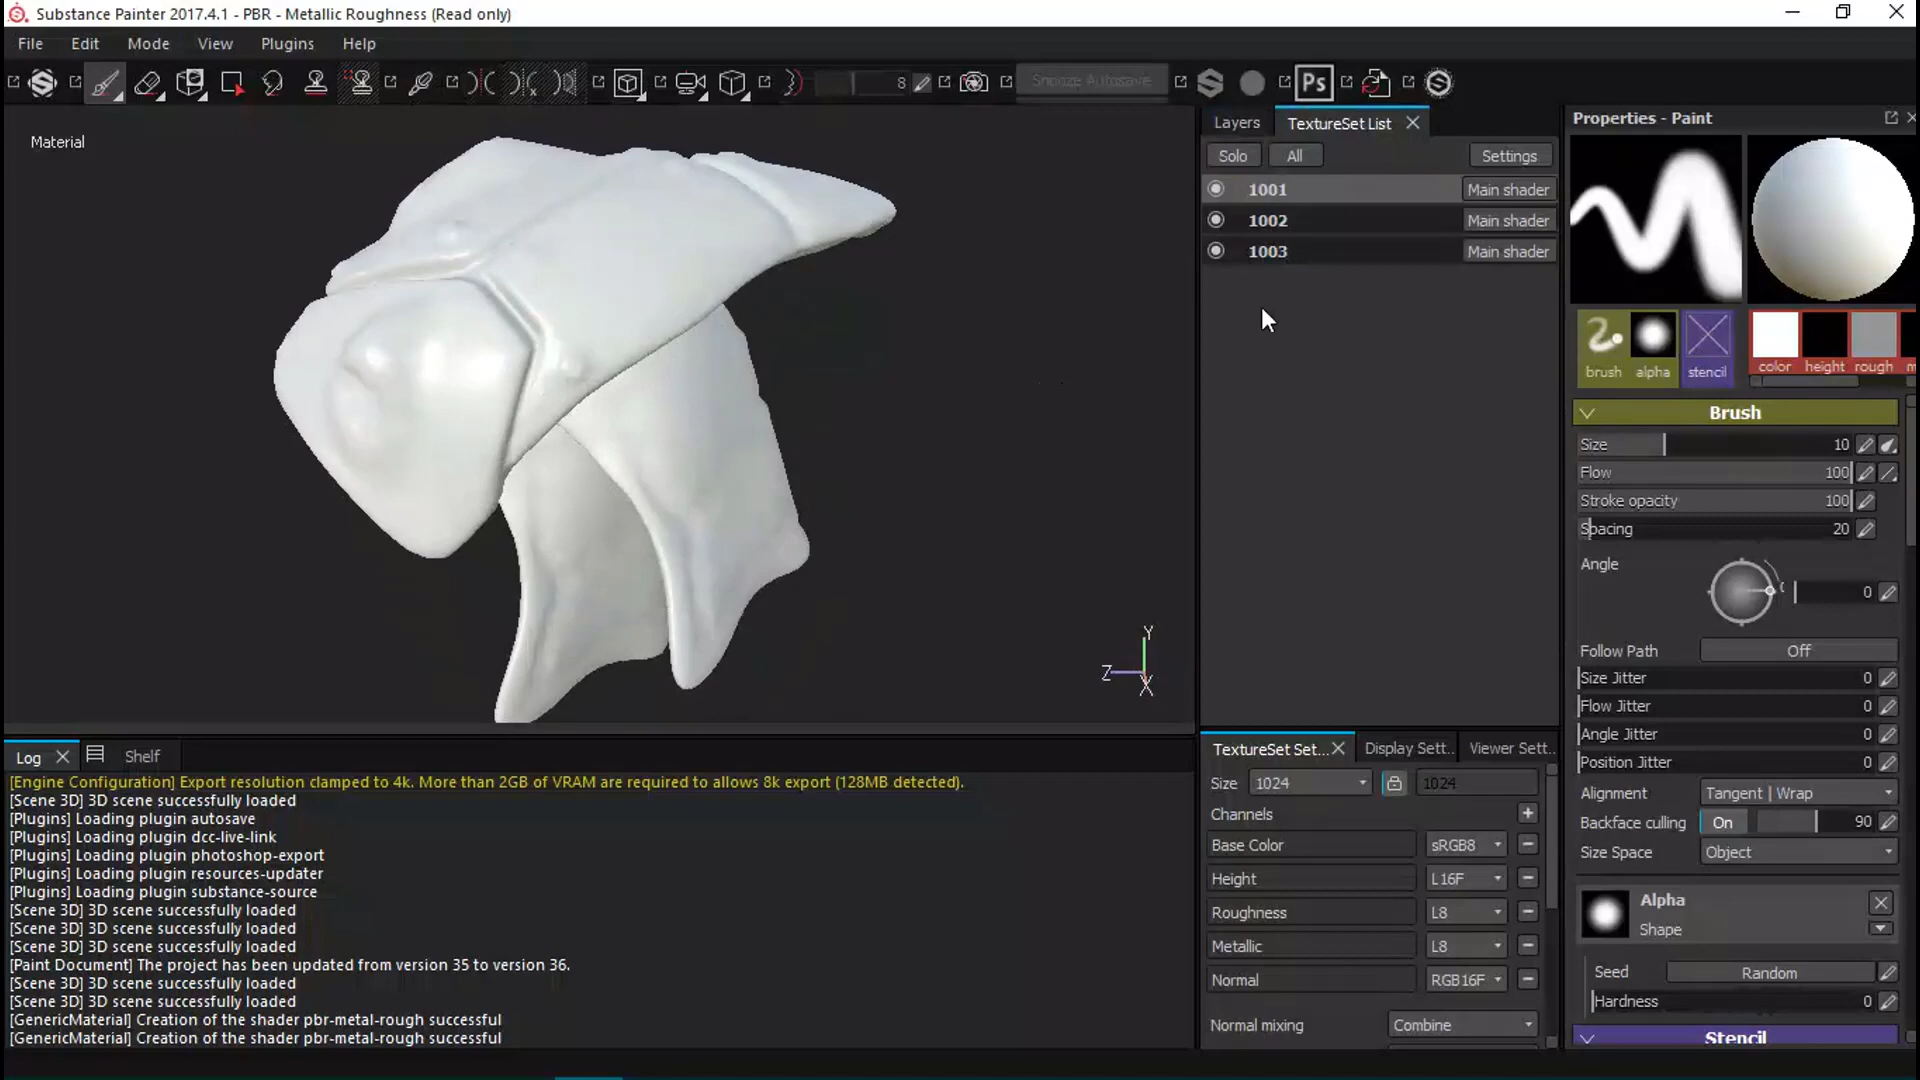 Substance Painter 2017.4.1 - PBR - Metallic Roughness (Read only)
File Edit Mode View Plugins Help
8 Snooze Autosave Ps
Material
Layers TextureSet List
Solo All Settings
1001 Main shader
1002 Main shader
1003 Main shader
Y
Z
X
Log Shelf
[Engine Configuration] Export resolution clamped to 4k. More than 2GB of VRAM are required to allows 8k export (128MB detected).
[Scene 3D] 3D scene successfully loaded
[Plugins] Loading plugin autosave
[Plugins] Loading plugin dcc-live-link
[Plugins] Loading plugin photoshop-export
[Plugins] Loading plugin resources-updater
[Plugins] Loading plugin substance-source
[Scene 3D] 3D scene successfully loaded
[Scene 3D] 3D scene successfully loaded
[Scene 3D] 3D scene successfully loaded
[Paint Document] The project has been updated from version 35 to version 36.
[Scene 3D] 3D scene successfully loaded
[Scene 3D] 3D scene successfully loaded
[GenericMaterial] Creation of the shader pbr-metal-rough successful
[GenericMaterial] Creation of the shader pbr-metal-rough successful
TextureSet Set... Display Sett... Viewer Sett...
Size 1024 1024
Channels
Base Color sRGB8
Height L16F
Roughness L8
Metallic L8
Normal RGB16F
Normal mixing Combine
Properties - Paint
brush alpha stencil color height rough m
Brush
Size 10
Flow 100
Stroke opacity 100
Spacing 20
Angle 0
Follow Path Off
Size Jitter 0
Flow Jitter 0
Angle Jitter 0
Position Jitter 0
Alignment Tangent | Wrap
Backface culling On 90
Size Space Object
Alpha
Shape
Seed Random
Hardness 0
Stencil